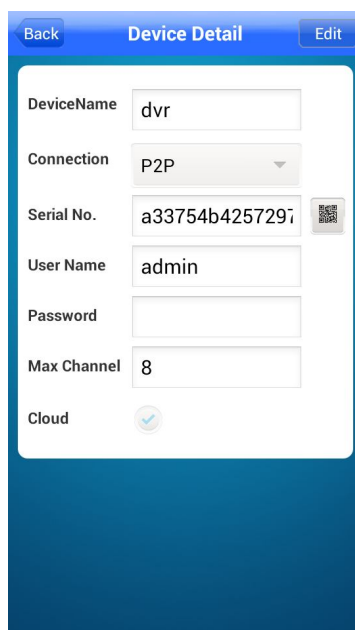 Back Device Detail Edit
DeviceName dvr
Connection P2P
Serial No. a33754b4257297
User Name admin
Password
Max Channel 8
Cloud